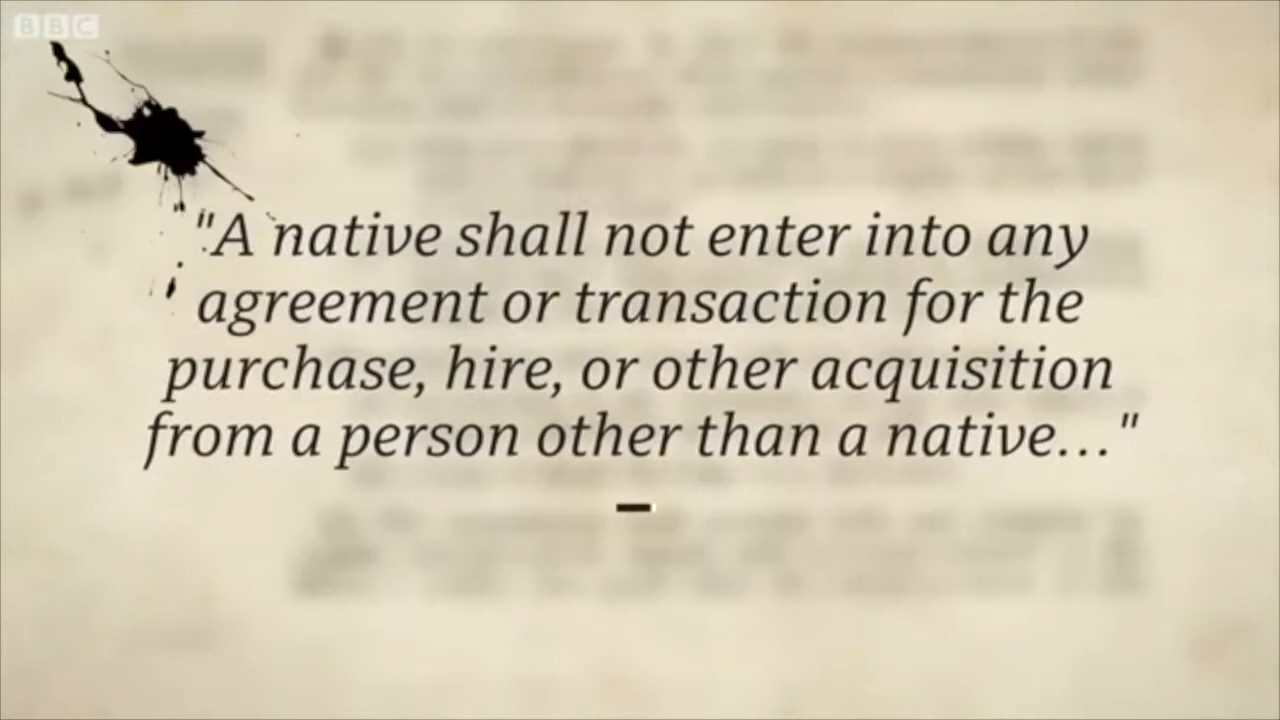 BBC
"A native shall not enter into any
agreement or transaction for the
purchase, hire, or other acquisition
from a person other than a native..."